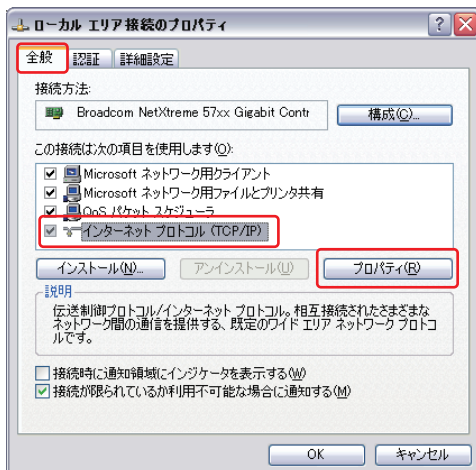 ローカル エリア接続のプロパティ
全般 認証 詳細設定
接続方法:
Broadcom NetXtreme 57xx Gigabit Contr
構成(C)...
この接続は次の項目を使用します(O):
Microsoft ネットワーク用クライアント
Microsoft ネットワーク用ファイルとプリンタ共有
QoS パケット スケジューラ
インターネット プロトコル (TCP/IP)
インストール(N)... アンインストール(U) プロパティ(R)
説明
伝送制御プロトコル/インターネット プロトコル。相互接続されたさまざまな
ネットワーク間の通信を提供する、既定のワイド エリア ネットワーク プロトコ
ルです。
接続時に通知領域にインジケータを表示する(W)
接続が限られているか利用不可能な場合に通知する(M)
OK キャンセル